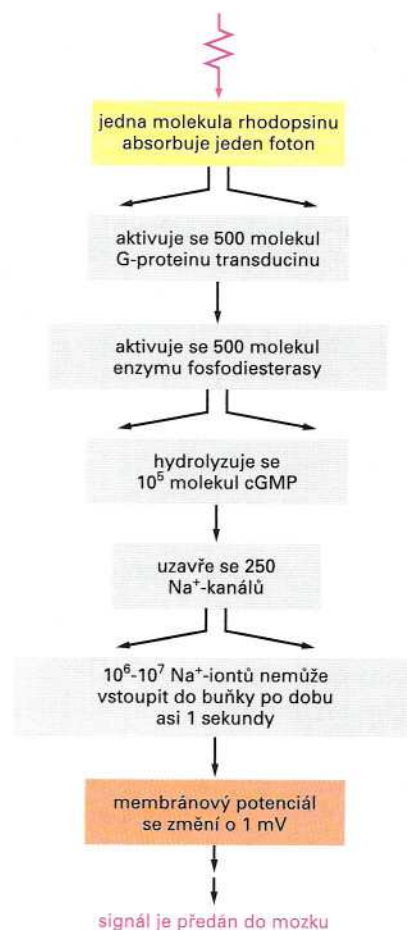 jedna molekula rhodopsinu
absorbuje jeden foton
aktivuje se 500 molekul
G-proteinu transducinu
aktivuje se 500 molekul
enzymu fosfodiesterasy
hydrolyzuje se
10⁵ molekul cGMP
uzavře se 250
Na⁺-kanálů
10⁶-10⁷ Na⁺-iontů nemůže
vstoupit do buňky po dobu
asi 1 sekundy
membránový potenciál
se změní o 1 mV
signál je předán do mozku